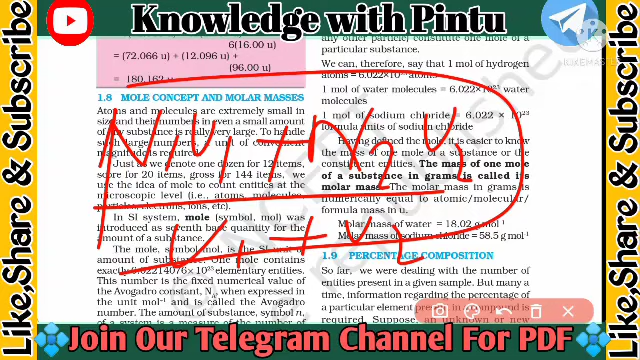 Knowledge with Pintu
Like,Share & Subscribe
6(16.00 u)
= (72.066 u) + (12.096 u) +
(96.00 u)
= 180.162 u
1.8 MOLE CONCEPT AND MOLAR MASSES
Atoms and molecules are extremely small in
size and their numbers in even a small amount
of any substance is really very large. To handle
such large numbers, a unit of convenient
magnitude is required.
Just as we denote one dozen for 12 items,
score for 20 items, gross for 144 items, we
use the idea of mole to count entities at the
microscopic level (i.e., atoms, molecules,
particles, electrons, ions, etc).
In SI system, mole (symbol, mol) was
introduced as seventh base quantity for the
amount of a substance.
The mole, symbol mol, is the SI unit of
amount of substance. One mole contains
exactly 6.02214076×10²³ elementary entities.
This number is the fixed numerical value of
the Avogadro constant, N_A, when expressed in
the unit mol⁻¹ and is called the Avogadro
number. The amount of substance, symbol n,
of a system is a measure of the number of
any other particle) constitute one mole of a
particular substance.
We can, therefore, say that 1 mol of hydrogen
atoms = 6.022×10²³ atoms
1 mol of water molecules = 6.022×10²³ water
molecules
1 mol of sodium chloride = 6.022 × 10²³
formula units of sodium chloride
Having defined the mole, it is easier to know
the mass of one mole of a substance or the
constituent entities. The mass of one mole
of a substance in grams is called its
molar mass. The molar mass in grams is
numerically equal to atomic/molecular/
formula mass in u.
Molar mass of water = 18.02 g mol⁻¹
Molar mass of sodium chloride = 58.5 g mol⁻¹
1.9 PERCENTAGE COMPOSITION
So far, we were dealing with the number of
entities present in a given sample. But many
a time, information regarding the percentage of
a particular element present in a compound is
required. Suppose, an unknown or new
KINEMASTER
Like,Share & Subscribe
Join Our Telegram Channel For PDF